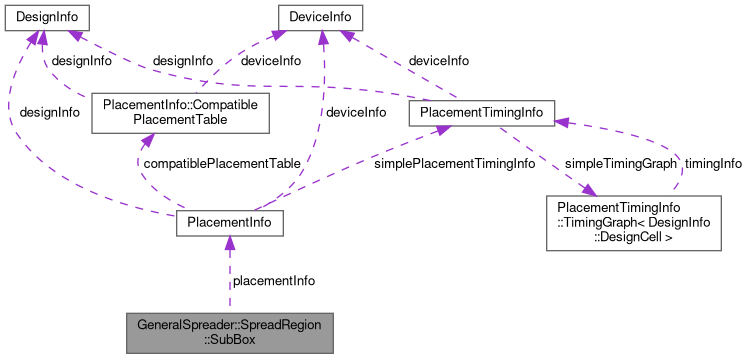 DesignInfo
DeviceInfo
designInfo
designInfo
deviceInfo
deviceInfo
designInfo
PlacementInfo::Compatible
PlacementTable
deviceInfo
PlacementTimingInfo
compatiblePlacementTable
simplePlacementTimingInfo
simpleTimingGraph
timingInfo
PlacementInfo
PlacementTimingInfo
::TimingGraph< DesignInfo
::DesignCell >
placementInfo
GeneralSpreader::SpreadRegion
::SubBox